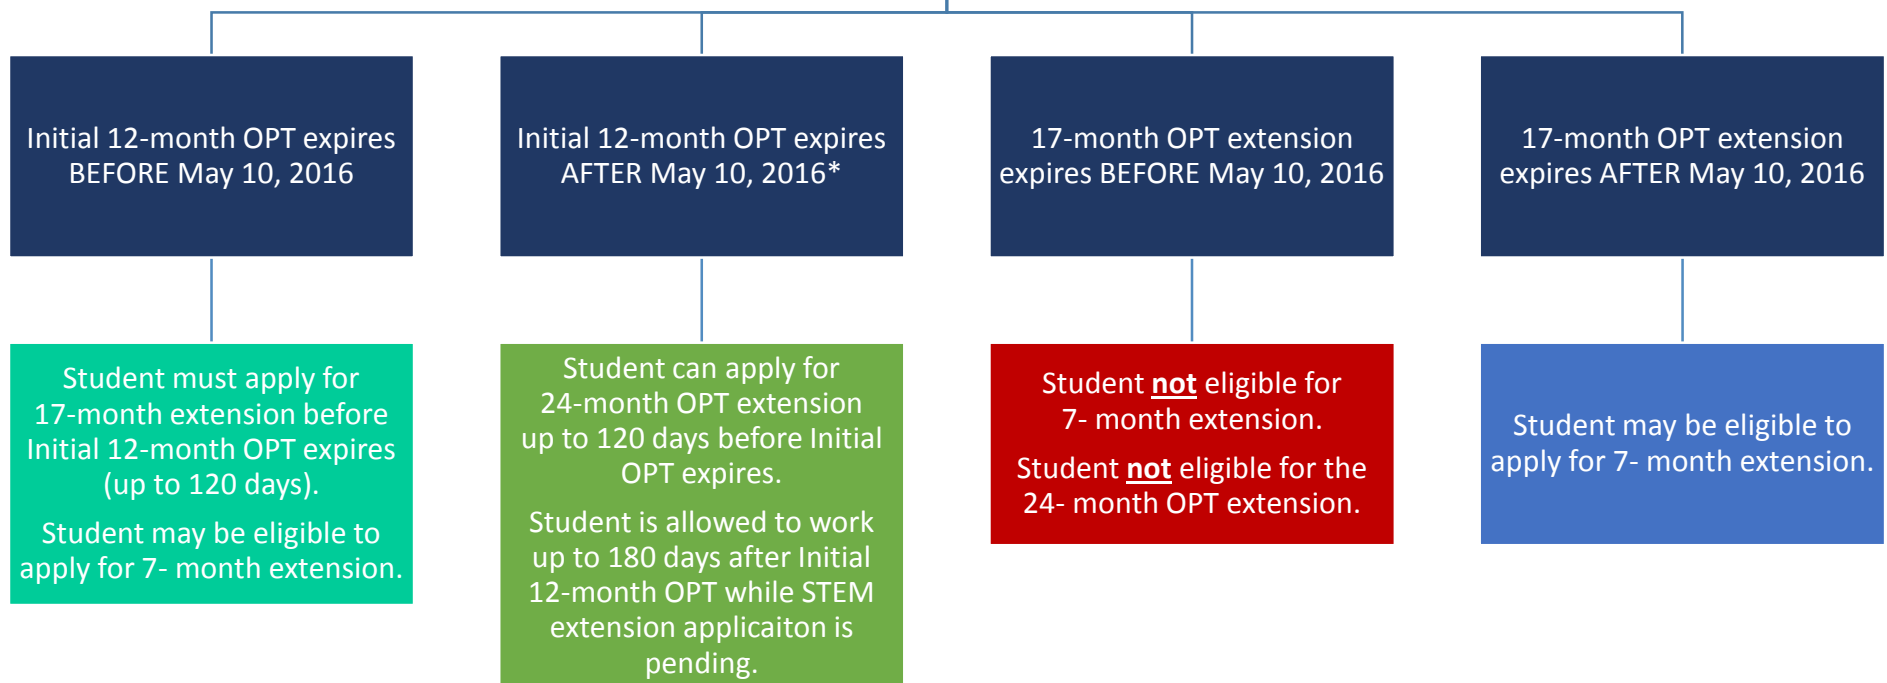 Initial 12-month OPT expires
BEFORE May 10, 2016
Initial 12-month OPT expires
AFTER May 10, 2016*
17-month OPT extension
expires BEFORE May 10, 2016
17-month OPT extension
expires AFTER May 10, 2016
Student must apply for
17-month extension before
Initial 12-month OPT expires
(up to 120 days).
Student may be eligible to
apply for 7- month extension.
Student can apply for
24-month OPT extension
up to 120 days before Initial
OPT expires.
Student is allowed to work
up to 180 days after Initial
12-month OPT while STEM
extension applicaiton is
pending.
Student not eligible for
7- month extension.
Student not eligible for the
24- month OPT extension.
Student may be eligible to
apply for 7- month extension.